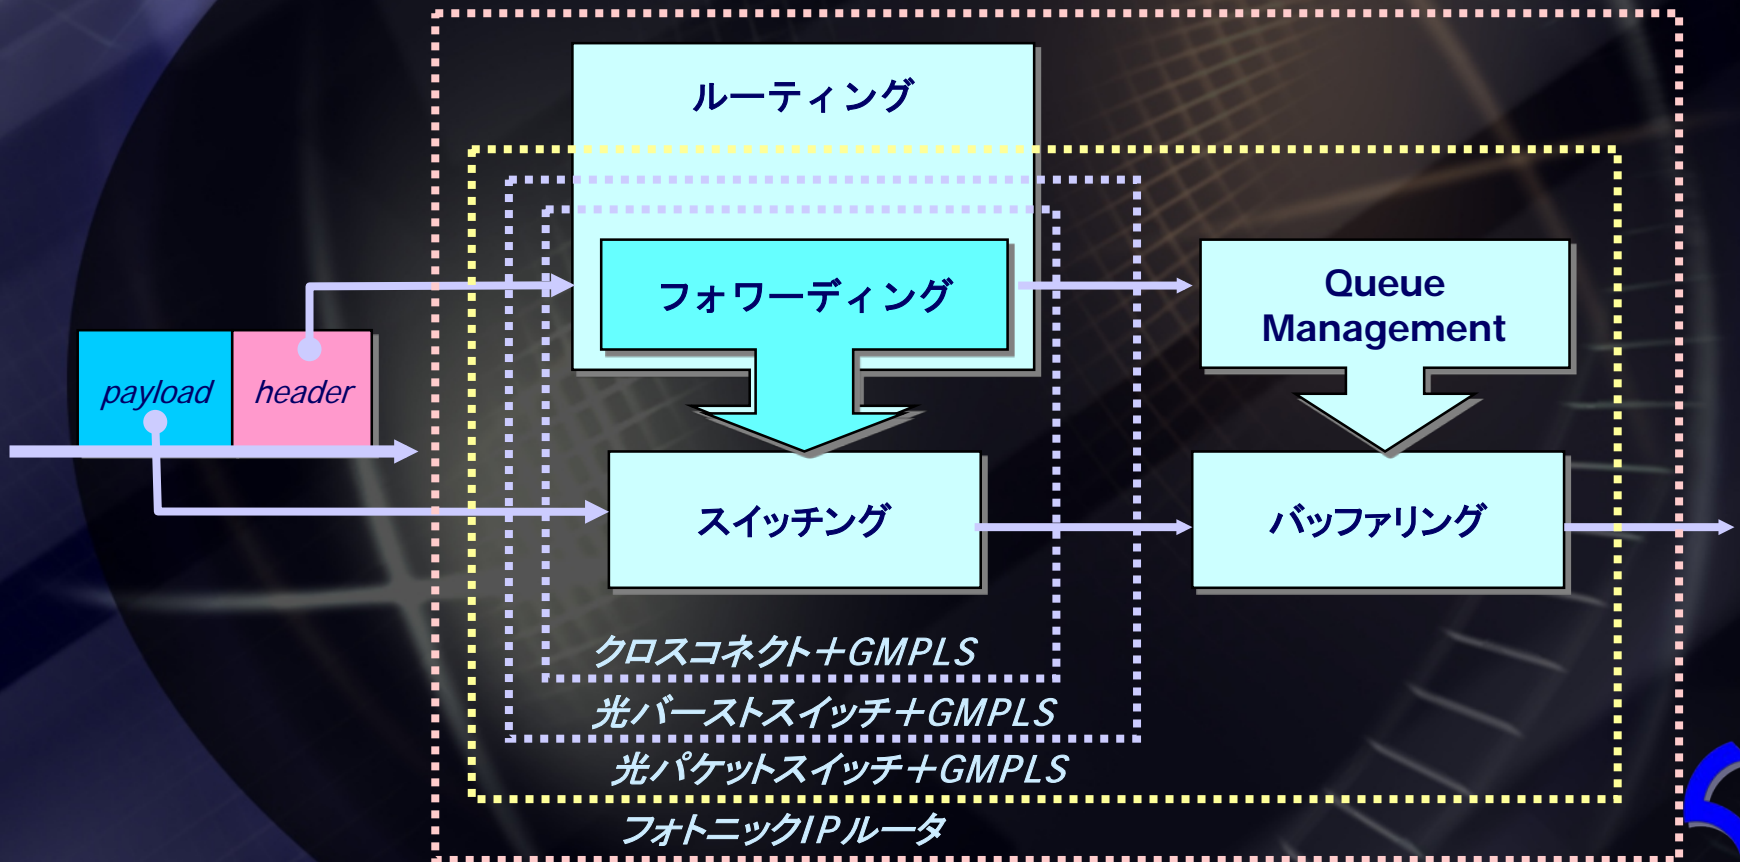 ルーティング
フォワーディング
Queue
Management
payload
header
スイッチング
バッファリング
クロスコネクト＋GMPLS
光バーストスイッチ＋GMPLS
光パケットスイッチ＋GMPLS
フォトニックIPルータ